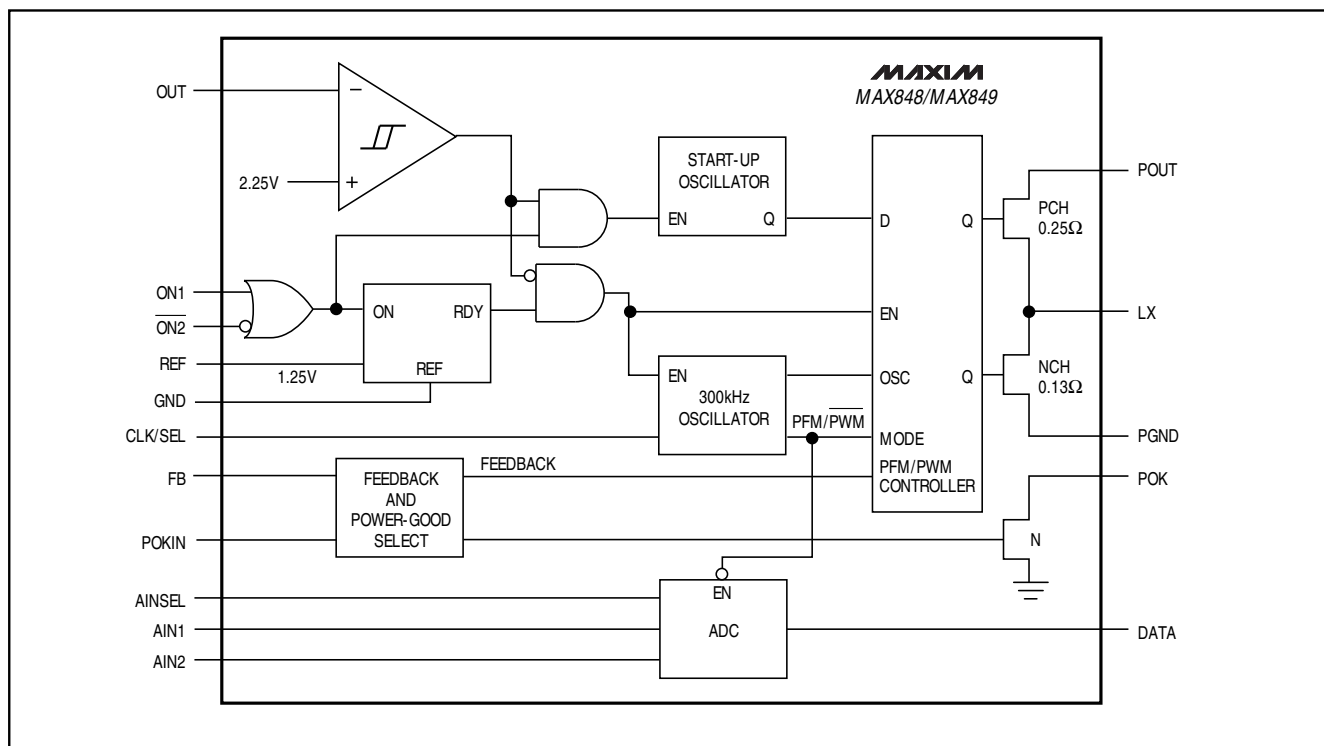 MAXIM
MAX848/MAX849
OUT
−
2.25V
+
START-UP
OSCILLATOR
EN
Q
D
Q
POUT
PCH
0.25Ω
ON1
ON2
ON
RDY
REF
REF
1.25V
GND
EN
LX
EN
300kHz
OSCILLATOR
OSC
Q
NCH
0.13Ω
CLK/SEL
PFM/PWM
MODE
PGND
FB
FEEDBACK
FEEDBACK
AND
POWER-GOOD
SELECT
PFM/PWM
CONTROLLER
POK
POKIN
N
AINSEL
EN
AIN1
ADC
DATA
AIN2